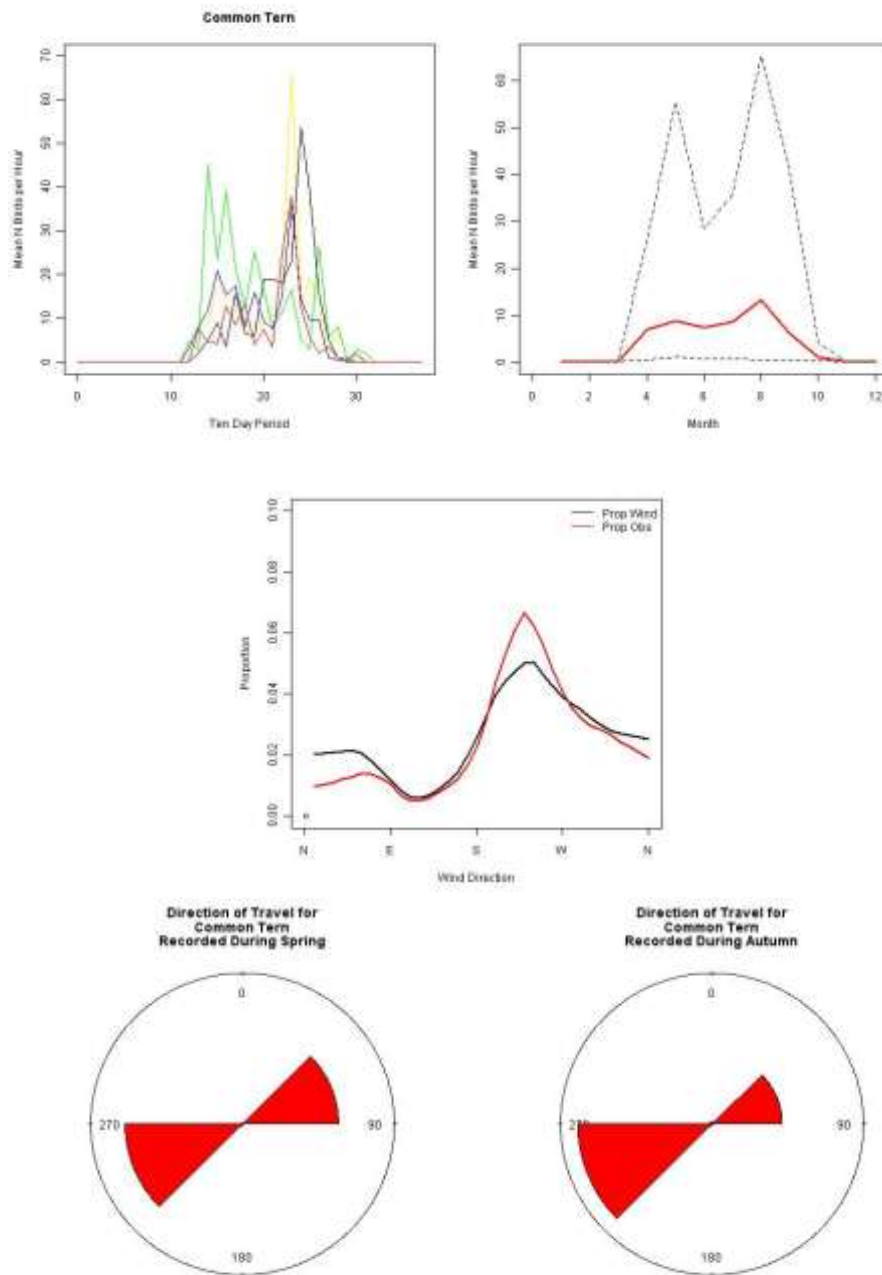 Common Tern
70
60
50
40
30
20
10
0
Mean N Birds per Hour
0 10 20 30
Ten Day Period
60
50
40
30
20
10
0
Mean N Birds per Hour
0 2 4 6 8 10 12
Month
Prop Wind
Prop Obs
0.10
0.08
0.06
0.04
0.02
0.00
Proportion
N E S W N
Wind Direction
Direction of Travel for
Common Tern
Recorded During Spring
0
270 90
180
Direction of Travel for
Common Tern
Recorded During Autumn
0
270 90
180